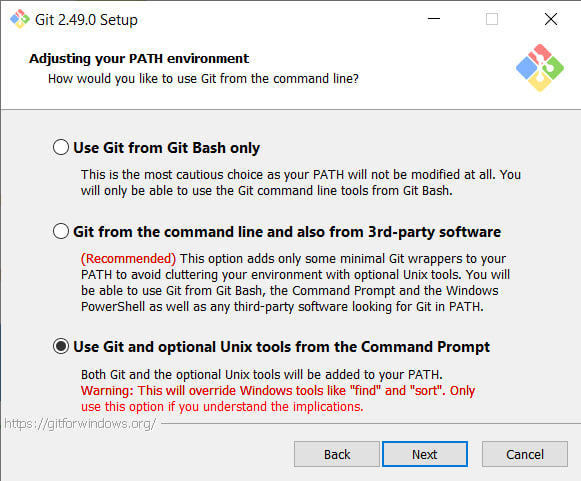 Git 2.49.0 Setup
Adjusting your PATH environment
How would you like to use Git from the command line?
Use Git from Git Bash only
This is the most cautious choice as your PATH will not be modified at all. You
will only be able to use the Git command line tools from Git Bash.
Git from the command line and also from 3rd-party software
(Recommended) This option adds only some minimal Git wrappers to your
PATH to avoid cluttering your environment with optional Unix tools. You will
be able to use Git from Git Bash, the Command Prompt and the Windows
PowerShell as well as any third-party software looking for Git in PATH.
Use Git and optional Unix tools from the Command Prompt
Both Git and the optional Unix tools will be added to your PATH.
Warning: This will override Windows tools like "find" and "sort". Only
use this option if you understand the implications.
https://gitforwindows.org/
Back Next Cancel